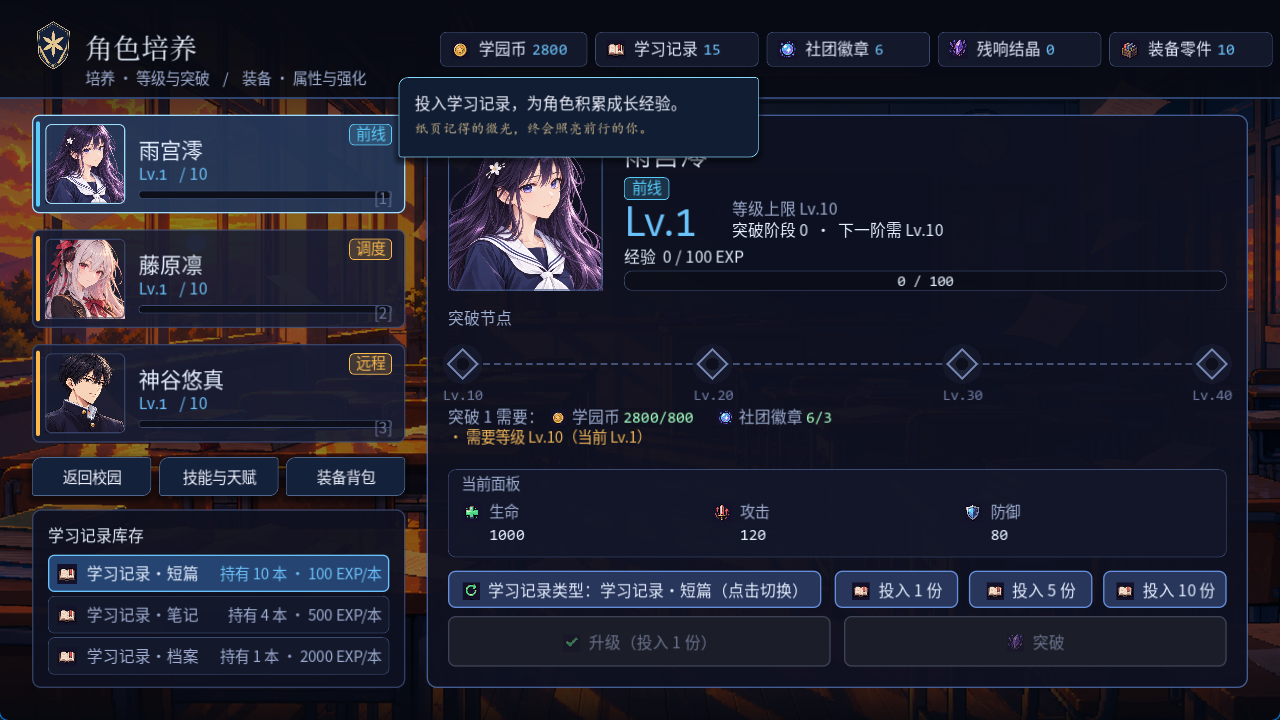 角色培养
培养 · 等级与突破 / 装备 · 属性与强化
学园币 2800
学习记录 15
社团徽章 6
残响结晶 0
装备零件 10
投入学习记录，为角色积累成长经验。
纸页记得的微光，终会照亮前行的你。
雨宫澪
前线
Lv.1 / 10
[1]
藤原凛
调度
Lv.1 / 10
[2]
神谷悠真
远程
Lv.1 / 10
[3]
返回校园
技能与天赋
装备背包
学习记录库存
学习记录·短篇 持有 10 本 · 100 EXP/本
学习记录·笔记 持有 4 本 · 500 EXP/本
学习记录·档案 持有 1 本 · 2000 EXP/本
雨宫澪
前线
Lv.1
等级上限 Lv.10
突破阶段 0 · 下一阶需 Lv.10
经验 0 / 100 EXP
0 / 100
突破节点
Lv.10
Lv.20
Lv.30
Lv.40
突破 1 需要： 学园币 2800/800 社团徽章 6/3
· 需要等级 Lv.10（当前 Lv.1）
当前面板
生命
1000
攻击
120
防御
80
学习记录类型：学习记录·短篇（点击切换）
投入 1 份
投入 5 份
投入 10 份
升级（投入 1 份）
突破